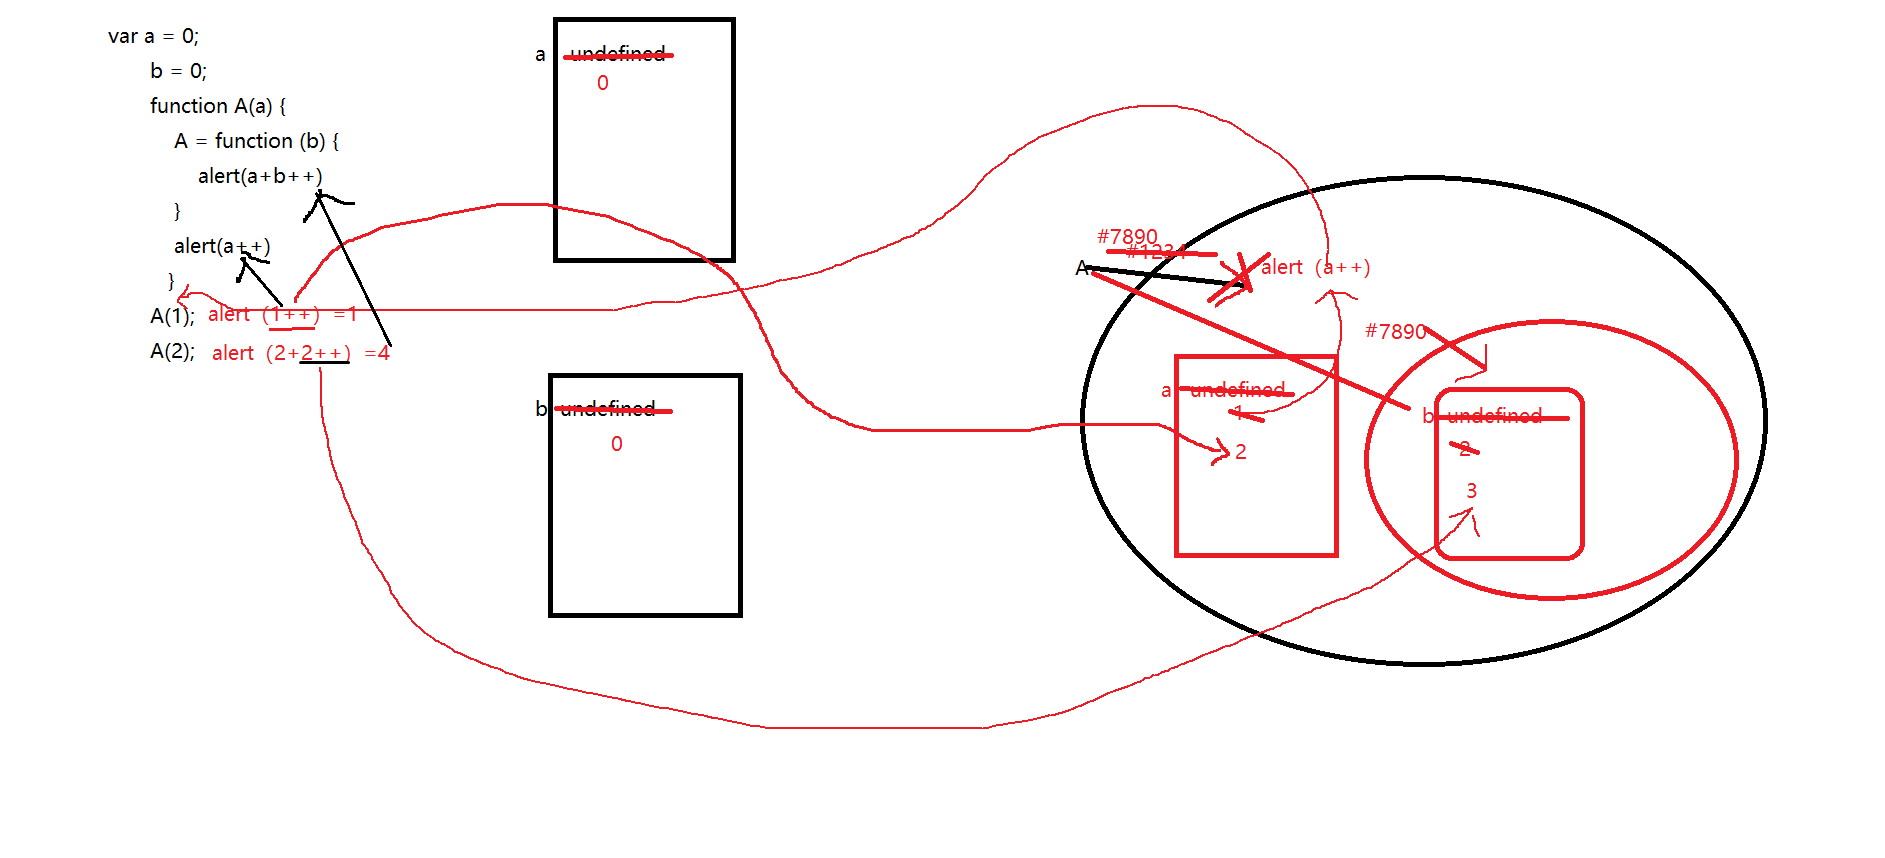 var a = 0;
b = 0;
function A(a) {
A = function (b) {
alert(a+b++)
}
alert(a++)
}
A(1); alert (1++) =1
A(2); alert (2+2++) =4
a undefined
0
b undefined
0
#7890
#1234
A alert (a++)
a undefined
1
2
#7890
b undefined
2
3